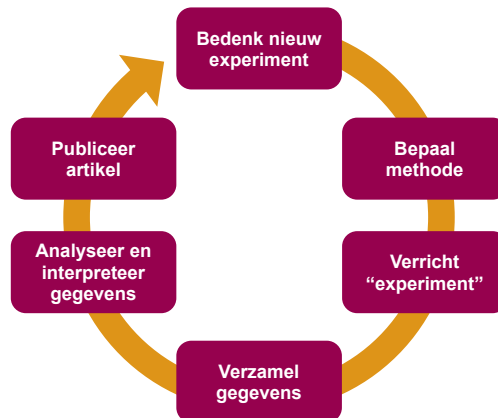 Bedenk nieuw
experiment
Bepaal
methode
Verricht
“experiment”
Verzamel
gegevens
Analyseer en
interpreteer
gegevens
Publiceer
artikel